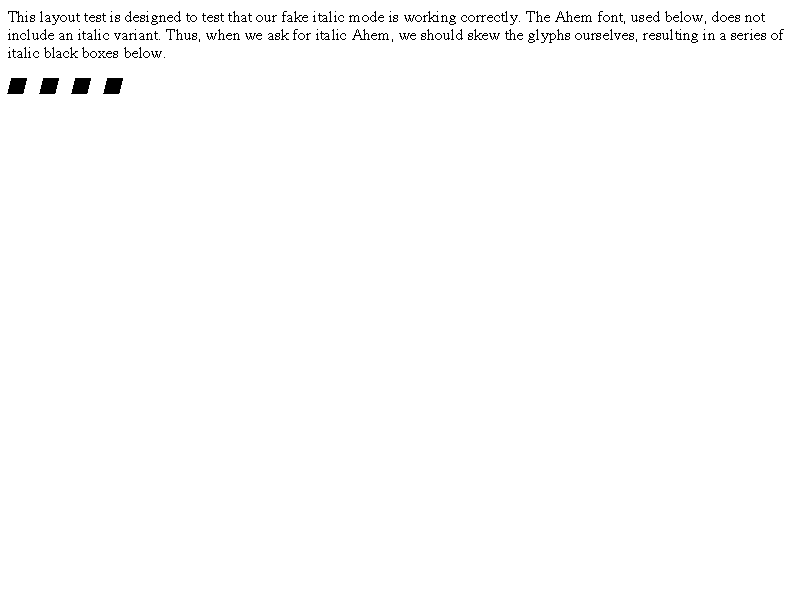 This layout test is designed to test that our fake italic mode is working correctly. The Ahem font, used below, does not
include an italic variant. Thus, when we ask for italic Ahem, we should skew the glyphs ourselves, resulting in a series of
italic black boxes below.